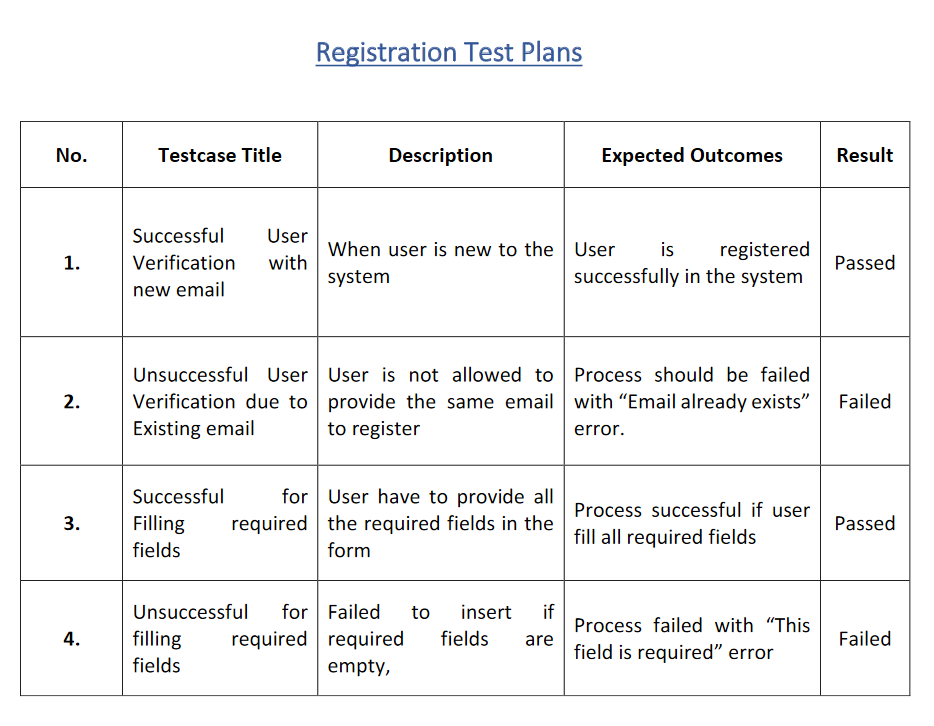 Registration Test Plans
No. Testcase Title Description Expected Outcomes Result
1.
Successful User
Verification with
new email
When user is new to the
system
User is registered
successfully in the system
Passed
2.
Unsuccessful User
Verification due to
Existing email
User is not allowed to
provide the same email
to register
Process should be failed
with “Email already exists”
error.
Failed
3.
Successful for
Filling required
fields
User have to provide all
the required fields in the
form
Process successful if user
fill all required fields
Passed
4.
Unsuccessful for
filling required
fields
Failed to insert if
required fields are
empty,
Process failed with “This
field is required” error
Failed